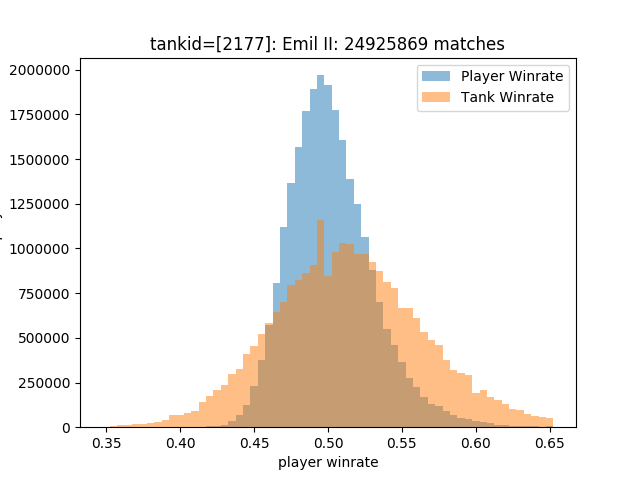 tankid=[2177]: Emil II: 24925869 matches
Player Winrate
Tank Winrate
2000000
1750000
1500000
1250000
1000000
750000
500000
250000
0
0.35 0.40 0.45 0.50 0.55 0.60 0.65
player winrate